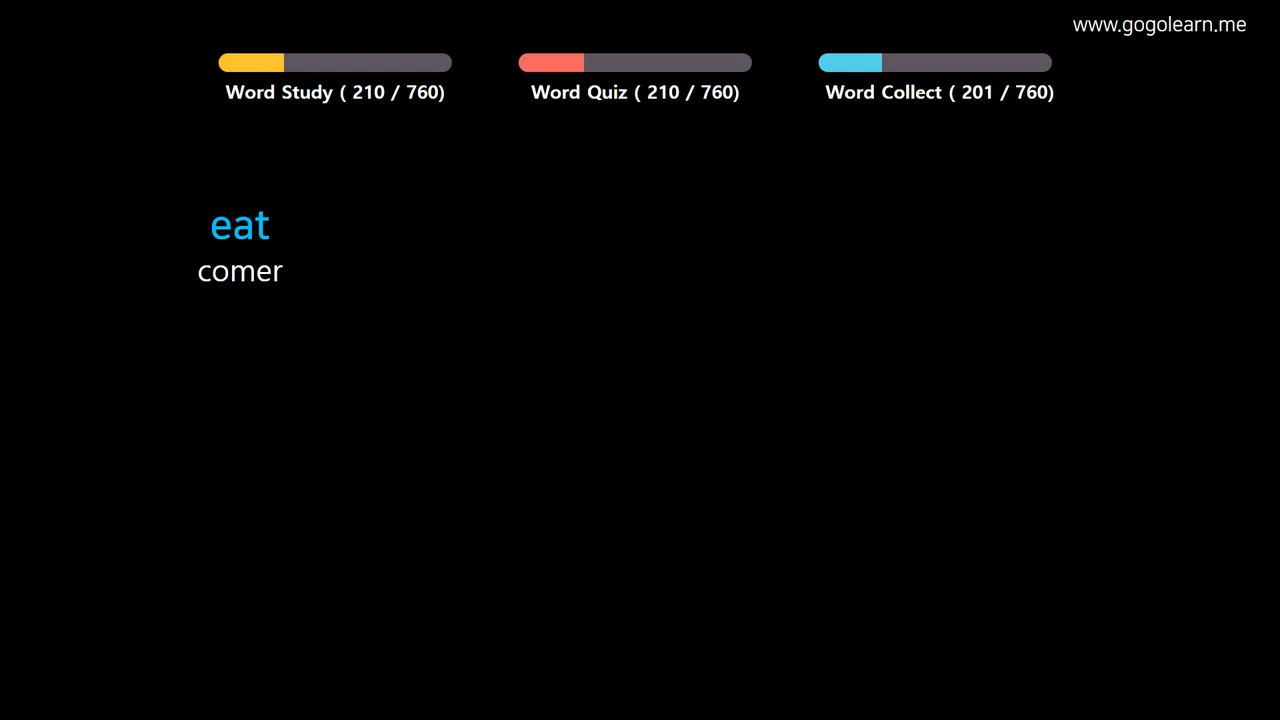 www.gogolearn.me
Word Study ( 210 / 760)
Word Quiz ( 210 / 760)
Word Collect ( 201 / 760)
eat
comer